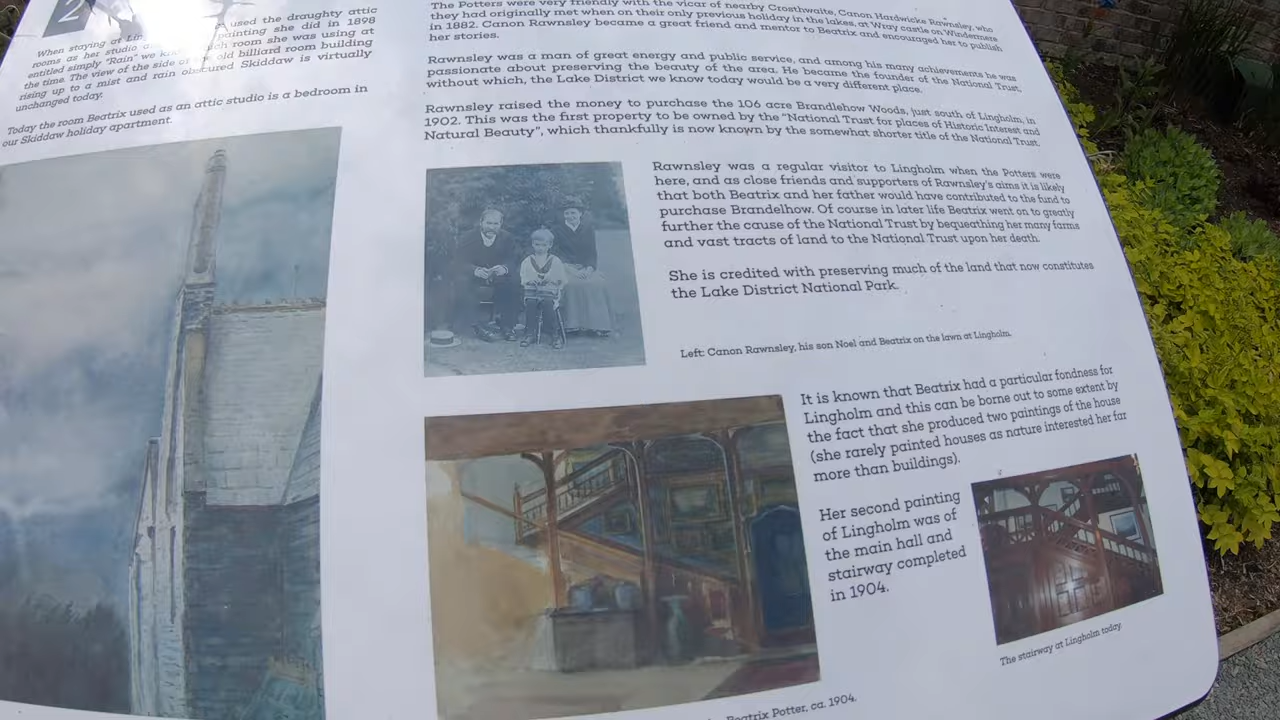 2
When staying at
used the draughty attic
rooms as her studio
painting she did in 1898
entitled simply "Rain" we
which room she was using at
the time. The view of the side of
old billiard room building
rising up to a mist and rain obscured Skiddaw is virtually
unchanged today.
Today the room Beatrix used as an attic studio is a bedroom in
our Skiddaw holiday apartment.
The Potters were very friendly with the vicar of nearby Crosthwaite, Canon Hardwicke Rawnsley, who
they had originally met when on their only previous holiday in the lakes, at Wray castle on Windermere
in 1882. Canon Rawnsley became a great friend and mentor to Beatrix and encouraged her to publish
her stories.
Rawnsley was a man of great energy and public service, and among his many achievements he was
passionate about preserving the beauty of the area. He became the founder of the National Trust,
without which, the Lake District we know today would be a very different place.
Rawnsley raised the money to purchase the 106 acre Brandlehow Woods, just south of Lingholm, in
1902. This was the first property to be owned by the "National Trust for places of Historic Interest and
Natural Beauty", which thankfully is now known by the somewhat shorter title of the National Trust.
Rawnsley was a regular visitor to Lingholm when the Potters were
here, and as close friends and supporters of Rawnsley's aims it is likely
that both Beatrix and her father would have contributed to the fund to
purchase Brandelhow. Of course in later life Beatrix went on to greatly
further the cause of the National Trust by bequeathing her many farms
and vast tracts of land to the National Trust upon her death.
She is credited with preserving much of the land that now constitutes
the Lake District National Park.
Left: Canon Rawnsley, his son Noel and Beatrix on the lawn at Lingholm.
It is known that Beatrix had a particular fondness for
Lingholm and this can be borne out to some extent by
the fact that she produced two paintings of the house
(she rarely painted houses as nature interested her far
more than buildings).
Her second painting
of Lingholm was of
the main hall and
stairway completed
in 1904.
The stairway at Lingholm today
Beatrix Potter, ca. 1904.